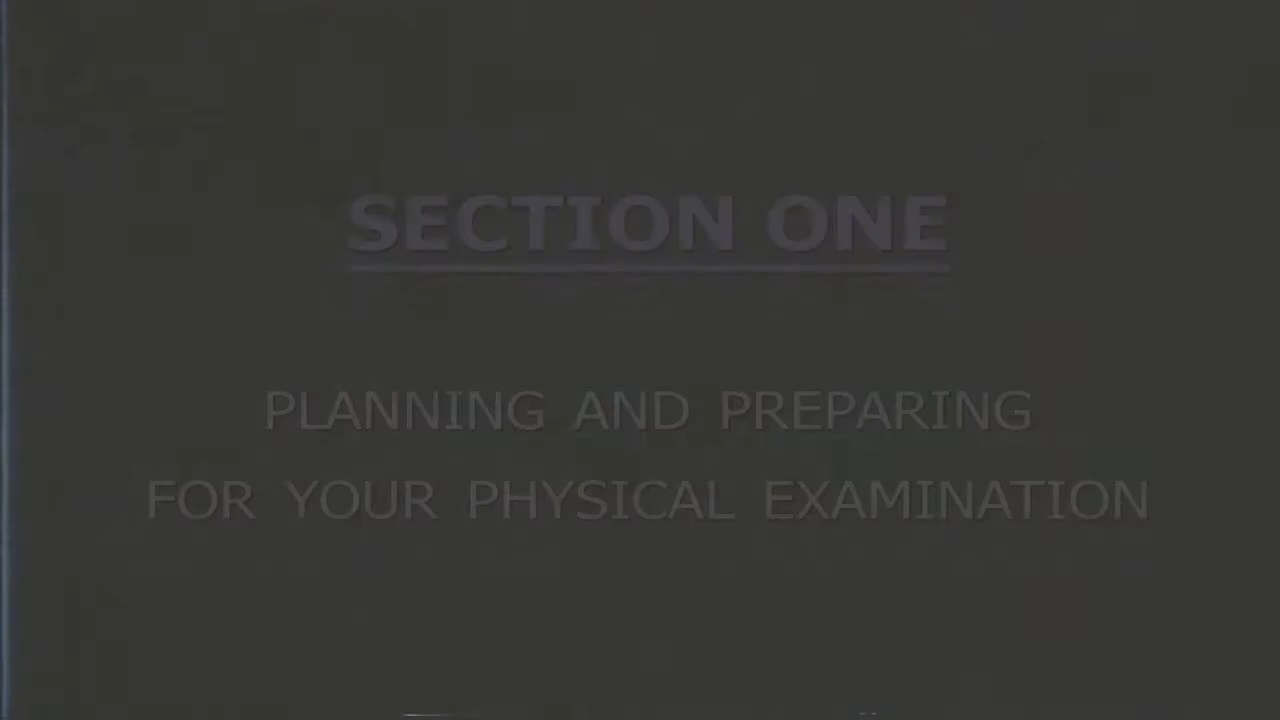 SECTION ONE
PLANNING AND PREPARING
FOR YOUR PHYSICAL EXAMINATION